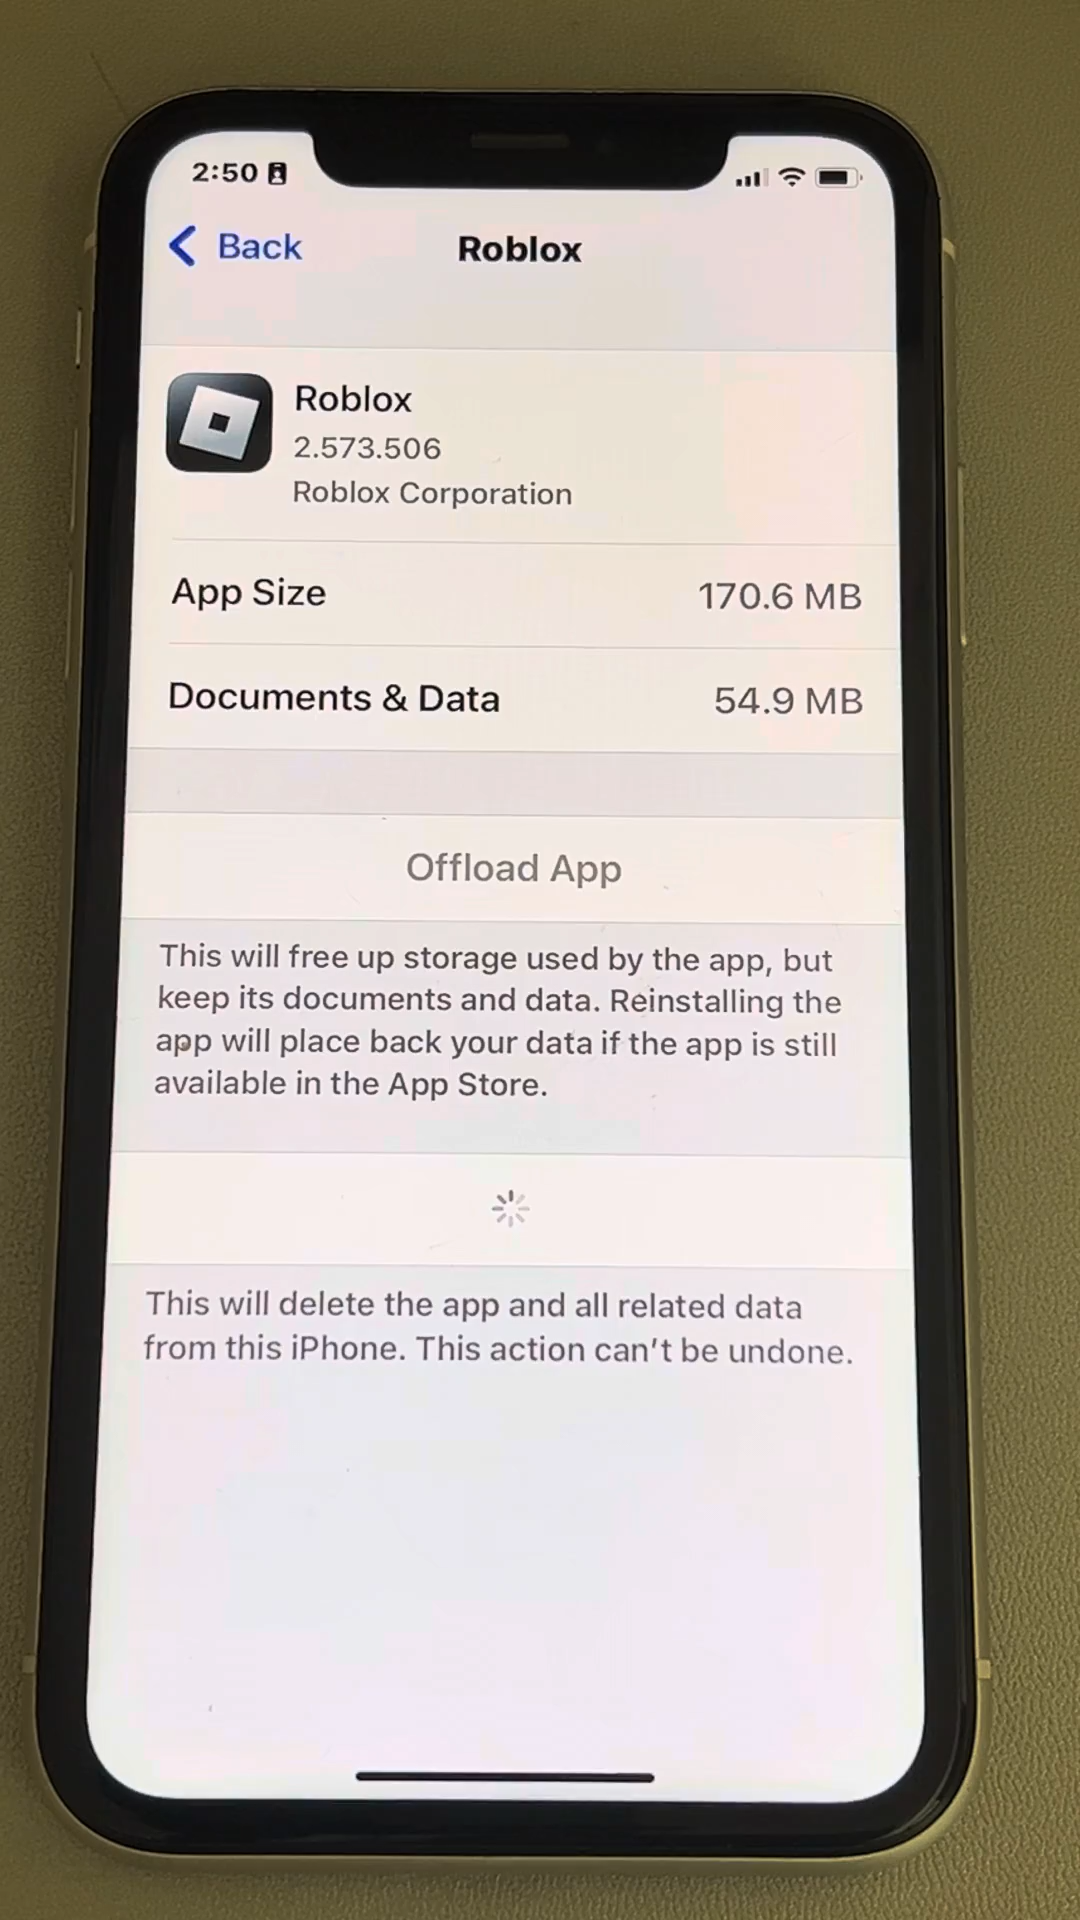 2:50
Back
Roblox
Roblox
2.573.506
Roblox Corporation
App Size
170.6 MB
Documents & Data
54.9 MB
Offload App
This will free up storage used by the app, but
keep its documents and data. Reinstalling the
app will place back your data if the app is still
available in the App Store.
This will delete the app and all related data
from this iPhone. This action can't be undone.